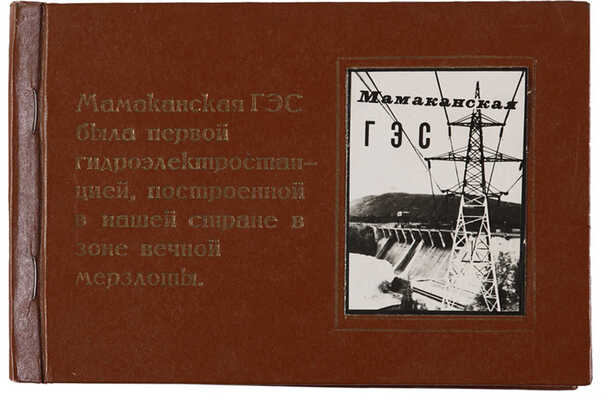 Мамаканская ГЭС
была первой
гидроэлектростан-
цией, построенной
в нашей стране в
зоне вечной
мерзлоты.
Мамаканская
ГЭС